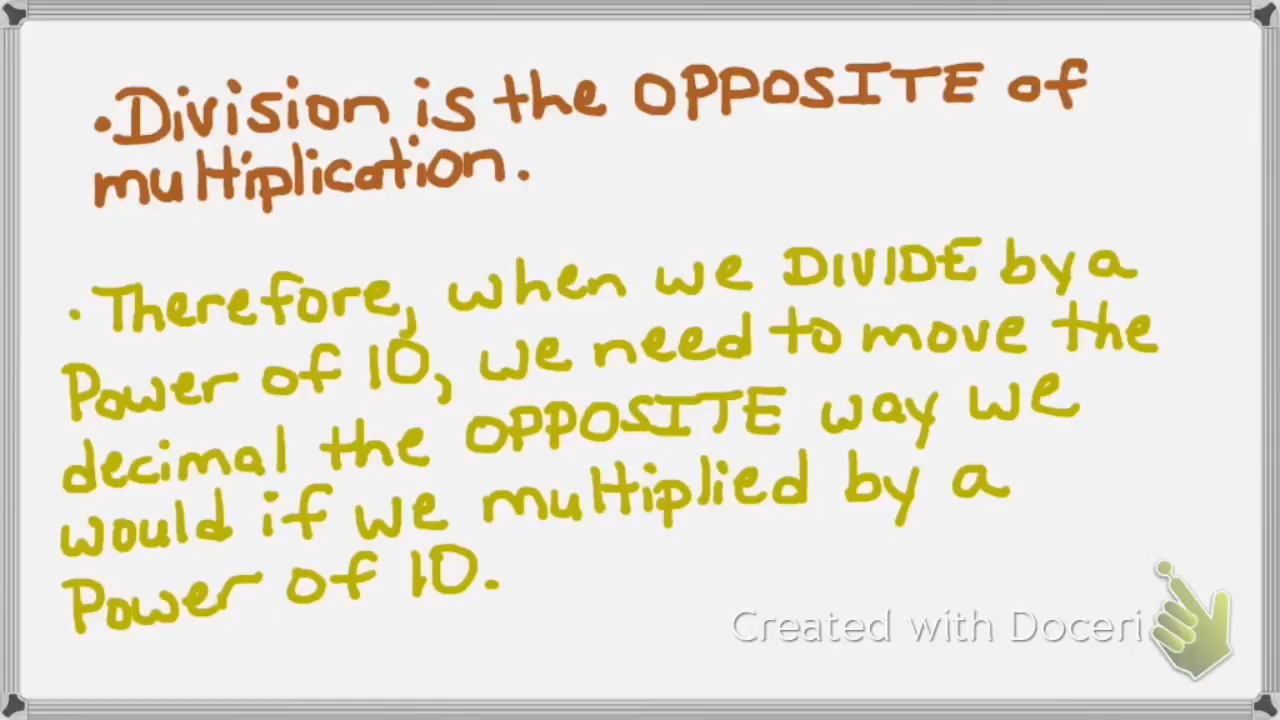 •Division is the OPPOSITE of
multiplication.
• Therefore, when we DIVIDE by a
Power of 10, we need to move the
decimal the OPPOSITE way we
would if we multiplied by a
Power of 10.
Created with Doceri